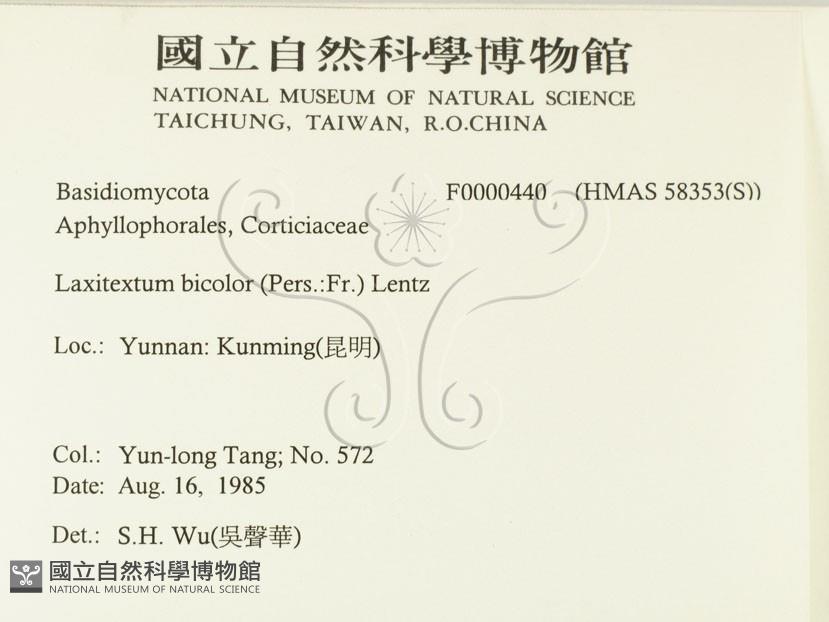 國立自然科學博物館
NATIONAL MUSEUM OF NATURAL SCIENCE
TAICHUNG, TAIWAN, R.O.CHINA
Basidiomycota F0000440 (HMAS 58353(S))
Aphyllophorales, Corticiaceae
Laxitextum bicolor (Pers.:Fr.) Lentz
Loc.: Yunnan: Kunming(昆明)
Col.: Yun-long Tang; No. 572
Date: Aug. 16, 1985
Det.: S.H. Wu(吳聲華)
國立自然科學博物館
NATIONAL MUSEUM OF NATURAL SCIENCE